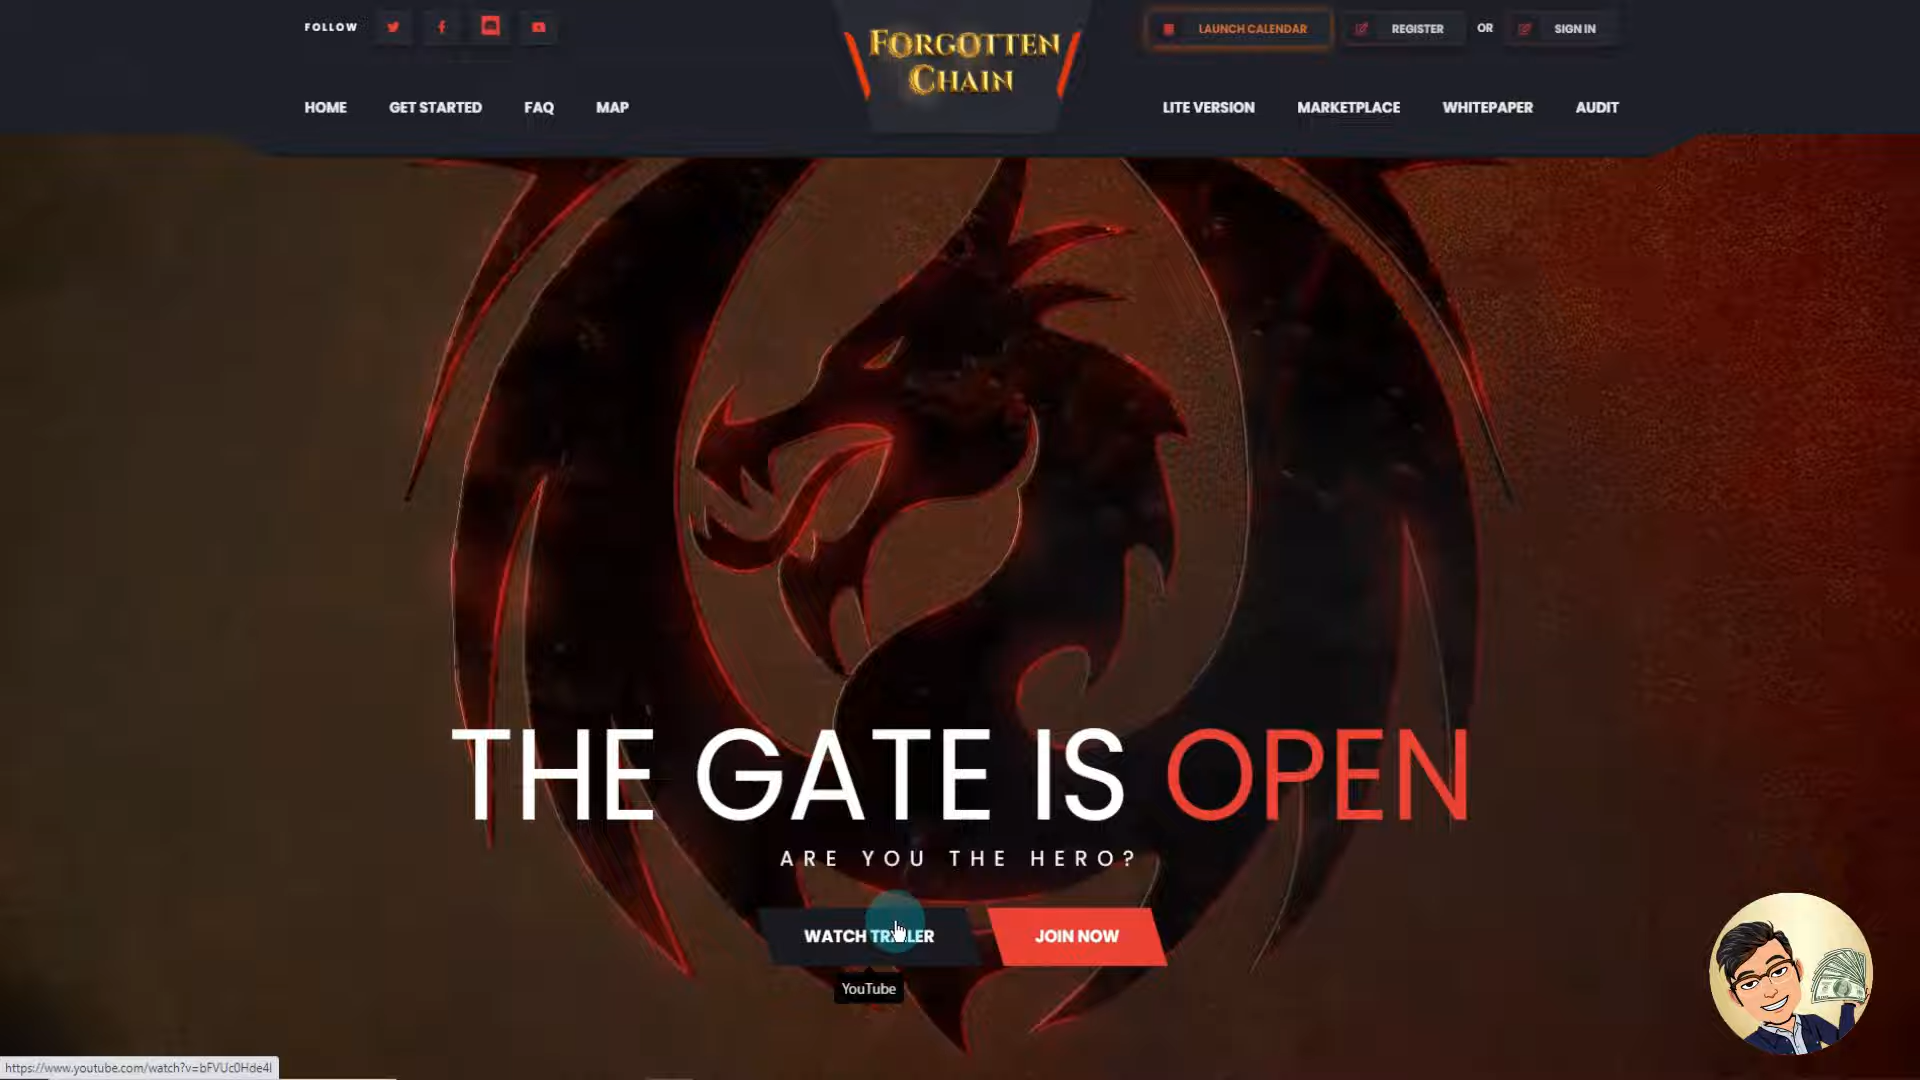 FOLLOW
FORGOTTEN
CHAIN
LAUNCH CALENDAR
REGISTER
OR
SIGN IN
HOME
GET STARTED
FAQ
MAP
LITE VERSION
MARKETPLACE
WHITEPAPER
AUDIT
THE GATE IS OPEN
ARE YOU THE HERO?
WATCH TRAILER
JOIN NOW
YouTube
https://www.youtube.com/watch?v=bFVUc0Hde4I